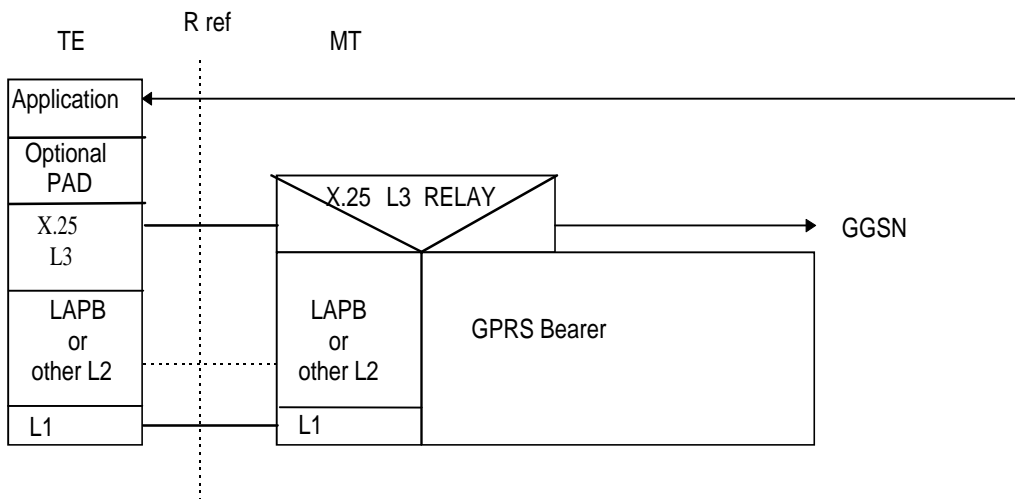 R ref
TE
MT
Application
Optional
PAD
X.25 L3 RELAY
X.25
L3
GGSN
LAPB
or
other L2
LAPB
or
other L2
GPRS Bearer
L1
L1